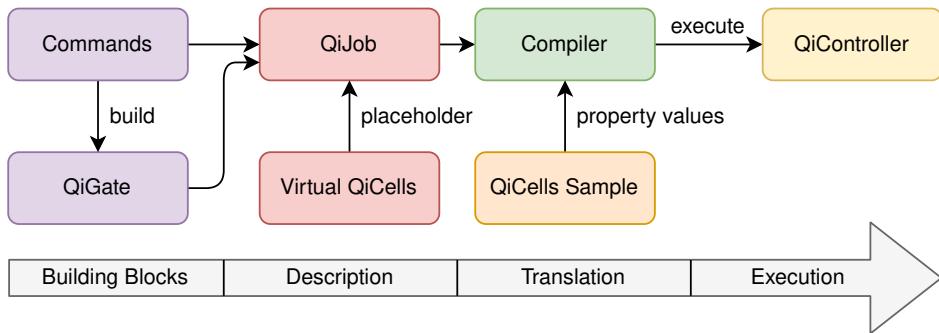 Commands
QiJob
Compiler
execute
QiController
build
placeholder
property values
QiGate
Virtual QiCells
QiCells Sample
Building Blocks
Description
Translation
Execution